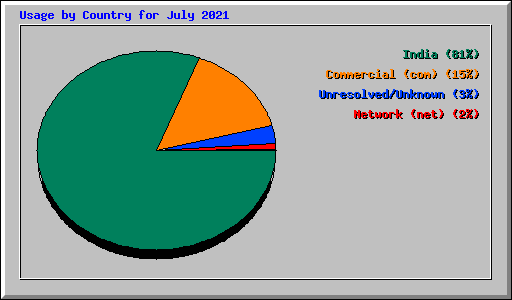 Usage by Country for July 2021
India (81%)
Commercial (com) (15%)
Unresolved/Unknown (3%)
Network (net) (2%)